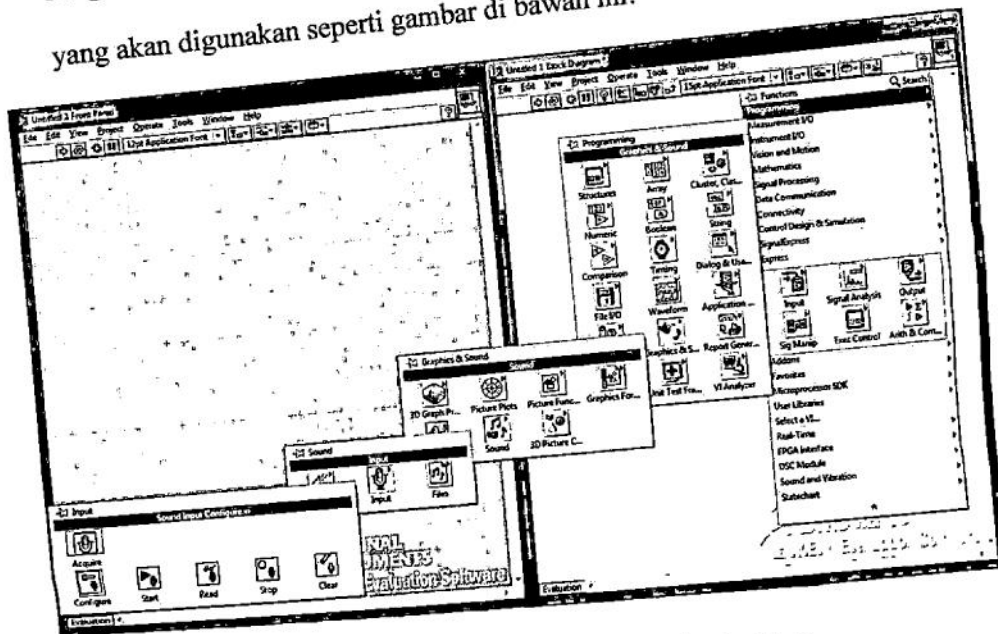 yang akan digunakan seperti gambar di bawah ini.
Untitled 1 Front Panel
File Edit View Project Operate Tools Window Help
12pt Application Font
Untitled 1 Block Diagram
File Edit View Project Operate Tools Window Help
15pt Application Font
Search
Functions
Programming
Measurement I/O
Instrument I/O
Vision and Motion
Mathematics
Signal Processing
Data Communication
Connectivity
Control Design & Simulation
SignalExpress
Express
Input
Signal Analysis
Output
Sig Manip
Exec Control
Arith & Com...
Addons
Favorites
Microprocessor SDK
User Libraries
Select a VI...
Real-Time
FPGA Interface
DSC Module
Sound and Vibration
Statechart
Programming
Graphics & Sound
Structures
Array
Cluster, Clas...
Numeric
Boolean
String
Comparison
Timing
Dialog & Use...
File I/O
Waveform
Application ...
Graphics & S...
Report Gener...
Unit Test Fra...
VI Analyzer
Graphics & Sound
Sound
3D Graph Pr...
Picture Plots
Picture Func...
Graphics For...
Sound
3D Picture C...
Sound
Input
Input
Files
Input
Sound Input Configure.vi
Acquire
Configure
Start
Read
Stop
Clear
Evaluation Software
Evaluation
Evaluation